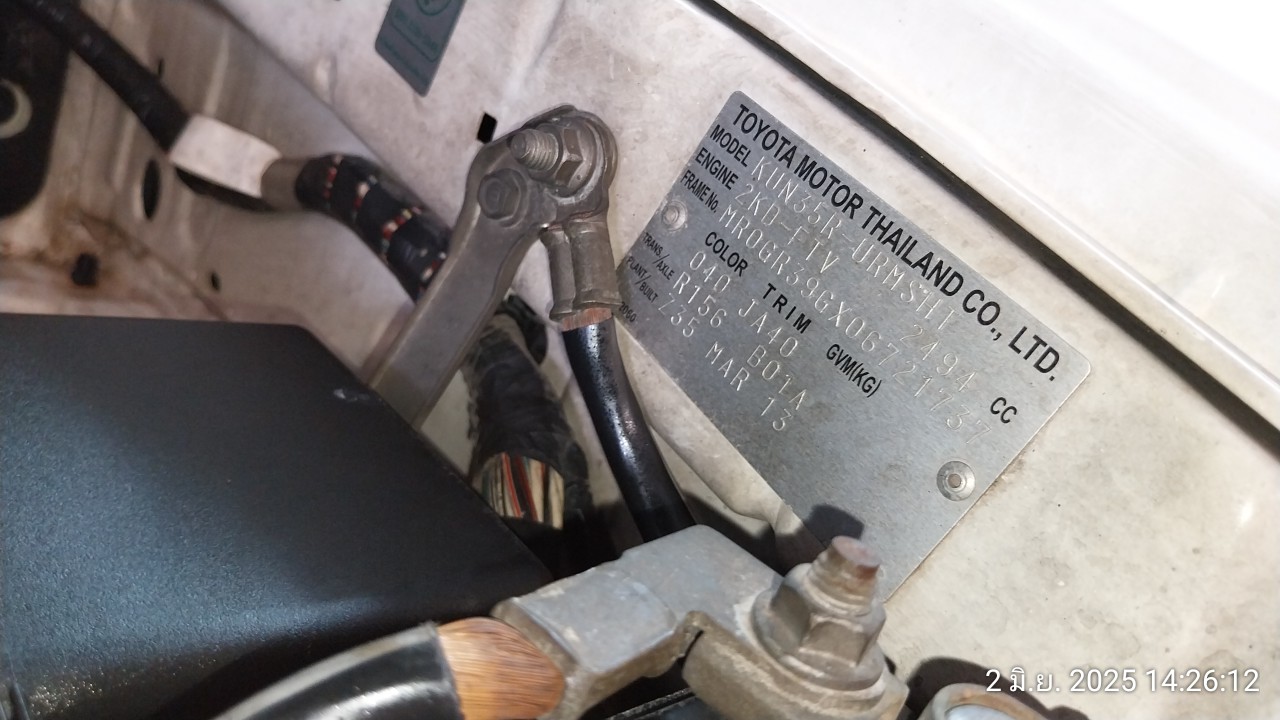 TOYOTA MOTOR THAILAND CO., LTD.
MODEL KUN35R-URMSHT
ENGINE 2KD-FTV 2494 CC
FRAME No. MR0GR39GX06721737
COLOR TRIM GVM(KG)
040 JA40
TRANS/AXLE R156 B01A
PLANT/BUILT Z35 MAR 13
2 มิ.ย. 2025 14:26:12